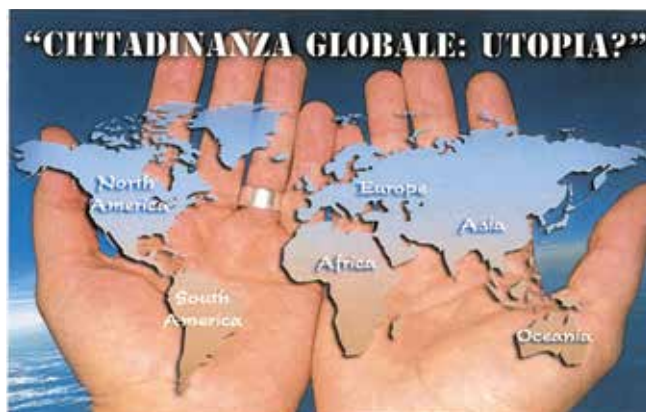 “CITTADINANZA GLOBALE: UTOPIA?”
North
America
Europe
Asia
Africa
South
America
Oceania